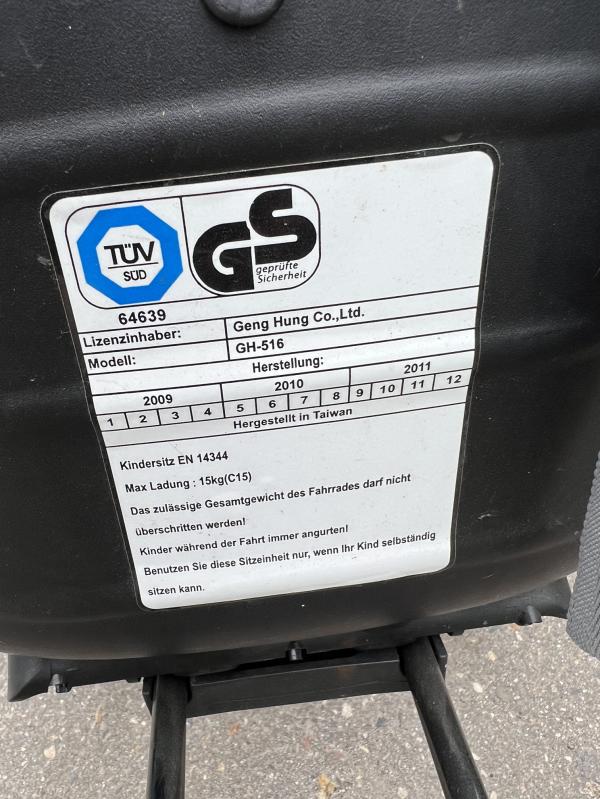 TÜV
SÜD
GS
geprüfte
Sicherheit
64639
Lizenzinhaber: Geng Hung Co.,Ltd.
Modell: GH-516
Herstellung:
2009 2010 2011
1 2 3 4 5 6 7 8 9 10 11 12
Hergestellt in Taiwan
Kindersitz EN 14344
Max Ladung : 15kg(C15)
Das zulässige Gesamtgewicht des Fahrrades darf nicht
überschritten werden!
Kinder während der Fahrt immer angurten!
Benutzen Sie diese Sitzeinheit nur, wenn Ihr Kind selbständig
sitzen kann.